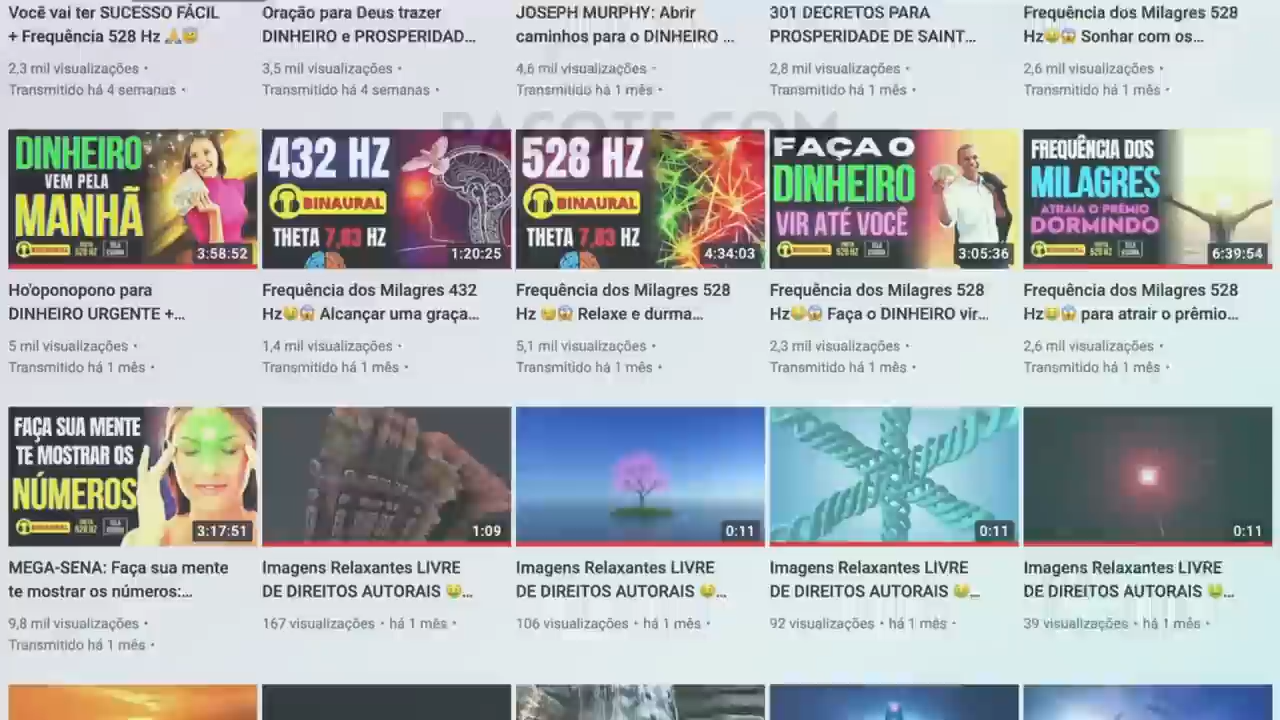 Você vai ter SUCESSO FÁCIL
+ Frequência 528 Hz 🙏😇
2,3 mil visualizações •
Transmitido há 4 semanas •
Oração para Deus trazer
DINHEIRO e PROSPERIDAD...
3,5 mil visualizações •
Transmitido há 4 semanas •
JOSEPH MURPHY: Abrir
caminhos para o DINHEIRO ...
4,6 mil visualizações •
Transmitido há 1 mês •
301 DECRETOS PARA
PROSPERIDADE DE SAINT...
2,8 mil visualizações •
Transmitido há 1 mês •
Frequência dos Milagres 528
Hz🤑😱 Sonhar com os...
2,6 mil visualizações •
Transmitido há 1 mês •
PACOTE.COM
DINHEIRO
VEM PELA
MANHÃ
3:58:52
Ho'oponopono para
DINHEIRO URGENTE +...
5 mil visualizações •
Transmitido há 1 mês •
432 HZ
BINAURAL
THETA 7,83 HZ
1:20:25
Frequência dos Milagres 432
Hz🤑😱 Alcançar uma graça...
1,4 mil visualizações •
Transmitido há 1 mês •
528 HZ
BINAURAL
THETA 7,83 HZ
4:34:03
Frequência dos Milagres 528
Hz 🤑😱 Relaxe e durma...
5,1 mil visualizações •
Transmitido há 1 mês •
FAÇA O
DINHEIRO
VIR ATÉ VOCÊ
3:05:36
Frequência dos Milagres 528
Hz🤑😱 Faça o DINHEIRO vir...
2,3 mil visualizações •
Transmitido há 1 mês •
FREQUÊNCIA DOS
MILAGRES
ATRAIA O PRÊMIO
DORMINDO
6:39:54
Frequência dos Milagres 528
Hz🤑😱 para atrair o prêmio...
2,6 mil visualizações •
Transmitido há 1 mês •
FAÇA SUA MENTE
TE MOSTRAR OS
NÚMEROS
3:17:51
MEGA-SENA: Faça sua mente
te mostrar os números:...
9,8 mil visualizações •
Transmitido há 1 mês •
1:09
Imagens Relaxantes LIVRE
DE DIREITOS AUTORAIS 🤑...
167 visualizações • há 1 mês •
0:11
Imagens Relaxantes LIVRE
DE DIREITOS AUTORAIS 🤑...
106 visualizações • há 1 mês •
0:11
Imagens Relaxantes LIVRE
DE DIREITOS AUTORAIS 🤑...
92 visualizações • há 1 mês •
0:11
Imagens Relaxantes LIVRE
DE DIREITOS AUTORAIS 🤑...
39 visualizações • há 1 mês •